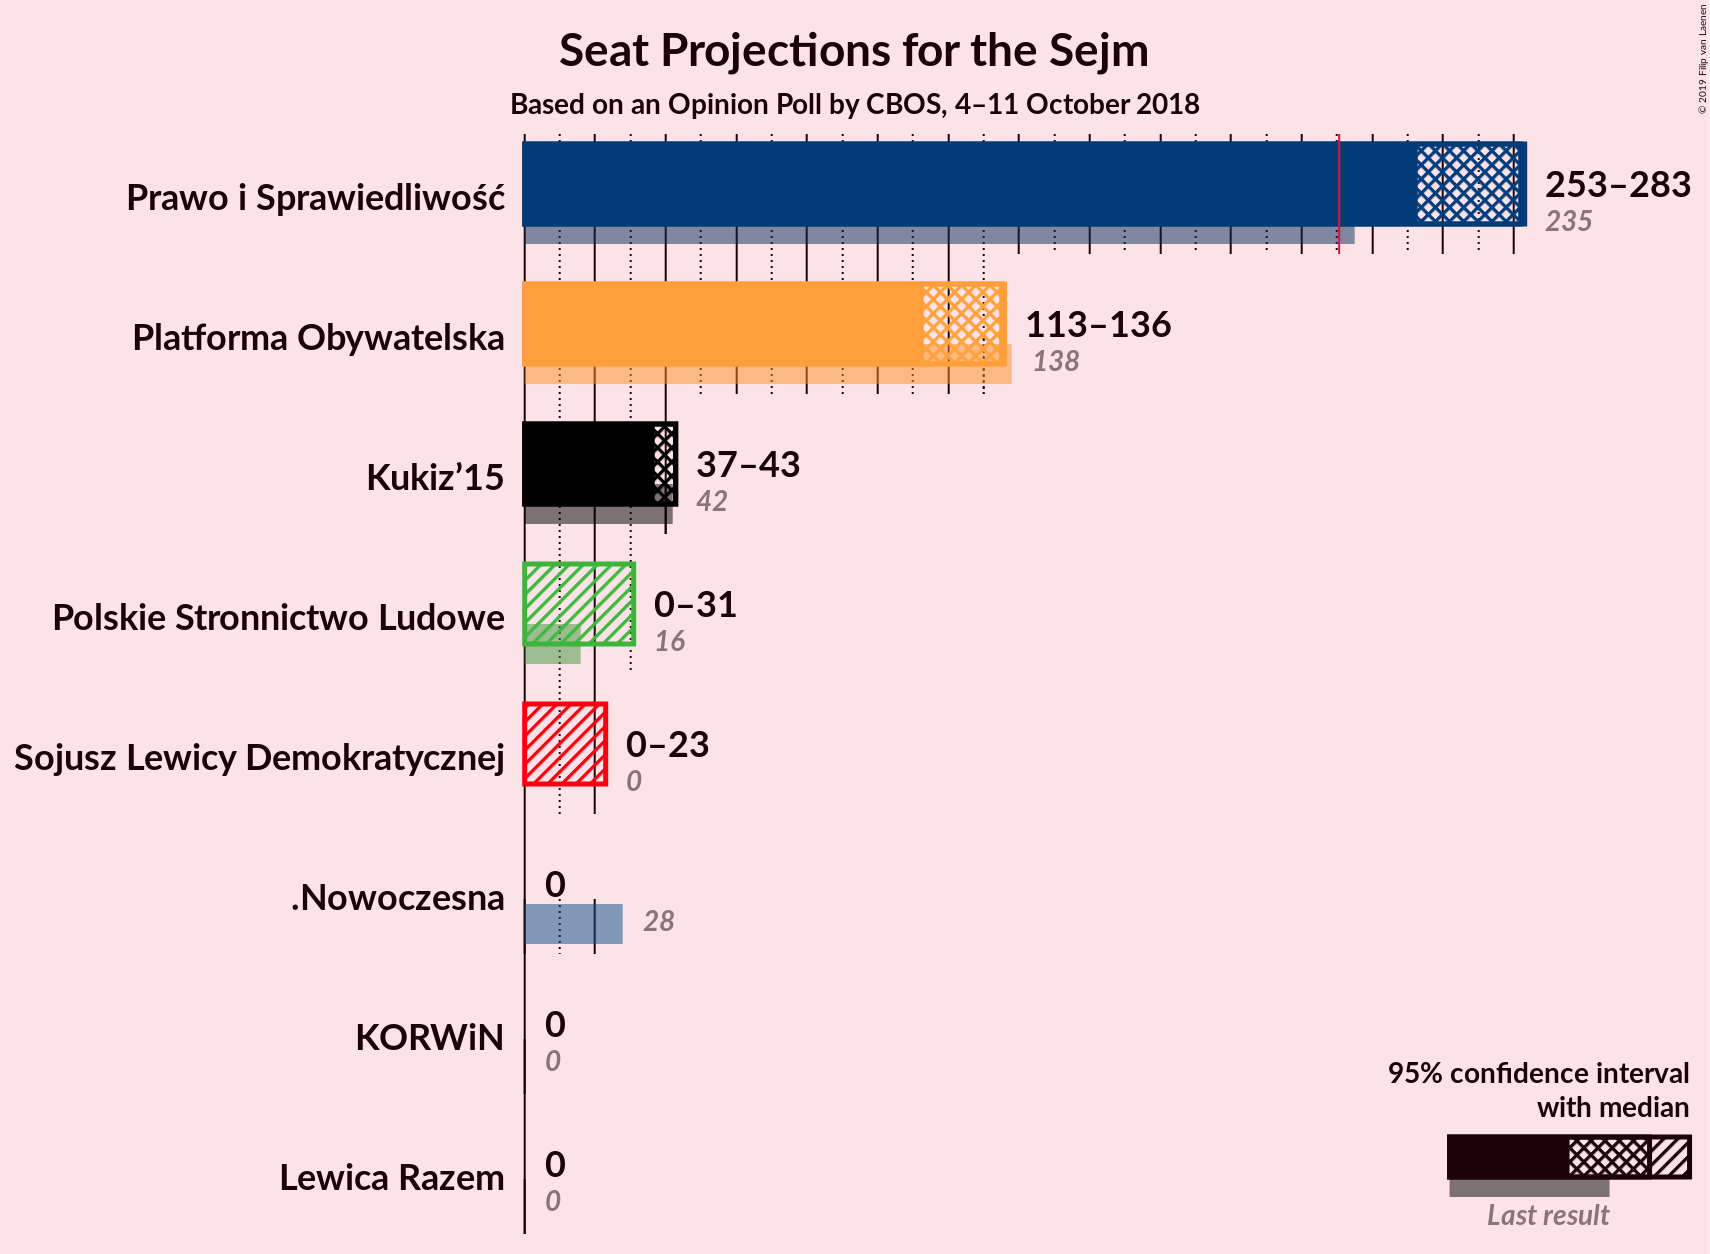 Seat Projections for the Sejm
Based on an Opinion Poll by CBOS, 4–11 October 2018
© 2019 Filip van Laenen
Prawo i Sprawiedliwość
253–283
235
Platforma Obywatelska
113–136
138
Kukiz’15
37–43
42
Polskie Stronnictwo Ludowe
0–31
16
Sojusz Lewicy Demokratycznej
0–23
0
.Nowoczesna
0
28
KORWiN
0
0
Lewica Razem
0
0
95% confidence interval
with median
Last result